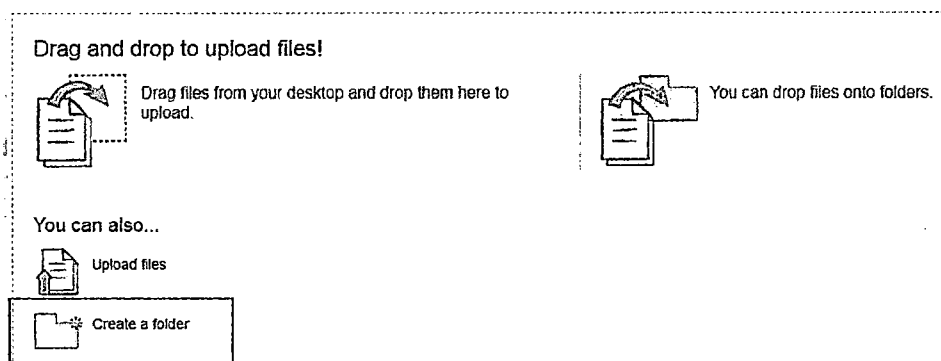 Drag and drop to upload files!
Drag files from your desktop and drop them here to
upload.
You can drop files onto folders.
You can also...
Upload files
Create a folder